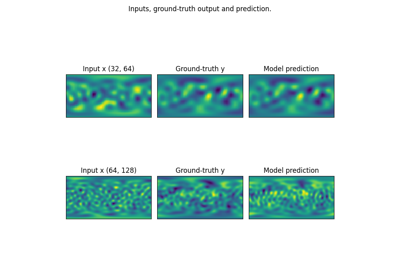 Inputs, ground-truth output and prediction.
Input x (32, 64) Ground-truth y Model prediction
Input x (64, 128) Ground-truth y Model prediction